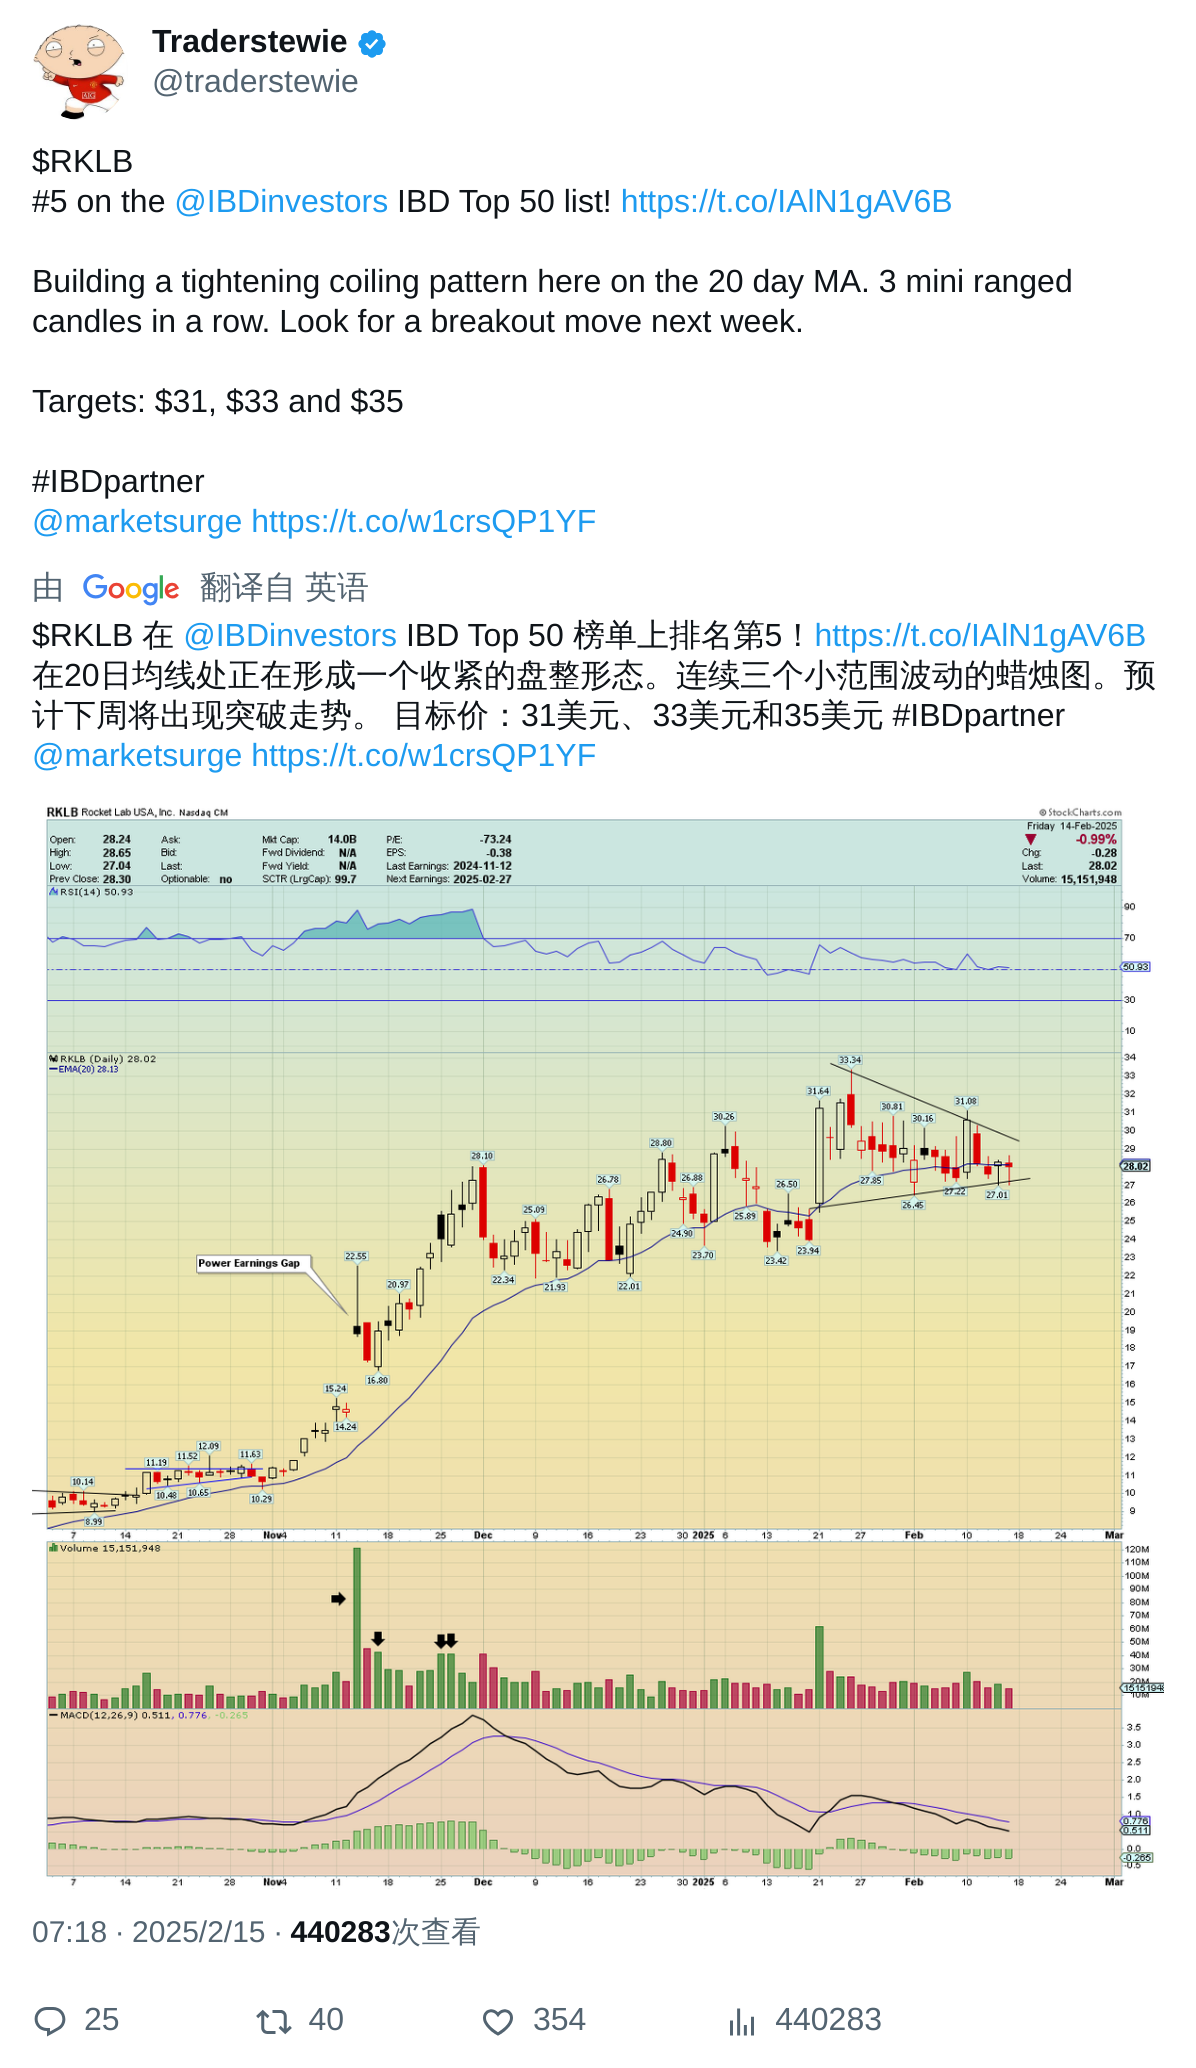 Traderstewie
@traderstewie
$RKLB
#5 on the @IBDinvestors IBD Top 50 list! https://t.co/IAlN1gAV6B
Building a tightening coiling pattern here on the 20 day MA. 3 mini ranged
candles in a row. Look for a breakout move next week.
Targets: $31, $33 and $35
#IBDpartner
@marketsurge https://t.co/w1crsQP1YF
由 Google 翻译自 英语
$RKLB 在 @IBDinvestors IBD Top 50 榜单上排名第5！https://t.co/IAlN1gAV6B
在20日均线处正在形成一个收紧的盘整形态。连续三个小范围波动的蜡烛图。预
计下周将出现突破走势。 目标价：31美元、33美元和35美元 #IBDpartner
@marketsurge https://t.co/w1crsQP1YF
RKLB Rocket Lab USA, Inc. Nasdaq CM © StockCharts.com
Friday 14-Feb-2025
Open: 28.24 Ask: Mkt Cap: 14.0B P/E: -73.24 -0.99%
High: 28.65 Bid: Fwd Dividend: N/A EPS: -0.38 Chg: -0.28
Low: 27.04 Last: Fwd Yield: N/A Last Earnings: 2024-11-12 Last: 28.02
Prev Close: 28.30 Optionable: no SCTR (LrgCap): 99.7 Next Earnings: 2025-02-27 Volume: 15,151,948
RSI(14) 50.93
90
70
50.93
30
10
RKLB (Daily) 28.02
EMA(20) 28.13
34
33
32
31
30
29
28.02
27
26
25
24
23
22
21
20
19
18
17
16
15
14
13
12
11
10
9
33.34
31.64
31.08
30.81
30.16
30.26
28.80
28.10
26.78
26.88
26.50
27.85
27.22
27.01
26.45
25.89
25.09
24.90
23.94
23.70
23.42
22.55
22.34
21.93
22.01
Power Earnings Gap
20.97
16.80
15.24
14.24
12.09
11.63
11.52
11.19
10.14
10.48
10.65
10.29
8.99
7 14 21 28 Nov4 11 18 25 Dec 9 16 23 30 2025 6 13 21 27 Feb 10 18 24 Mar
Volume 15,151,948
120M
110M
100M
90M
80M
70M
60M
50M
40M
30M
20M
15151948
10M
MACD(12,26,9) 0.511, 0.776, -0.265
3.5
3.0
2.5
2.0
1.5
1.0
0.776
0.511
0.0
-0.265
-0.5
7 14 21 28 Nov4 11 18 25 Dec 9 16 23 30 2025 6 13 21 27 Feb 10 18 24 Mar
07:18 · 2025/2/15 · 440283次查看
25 40 354 440283